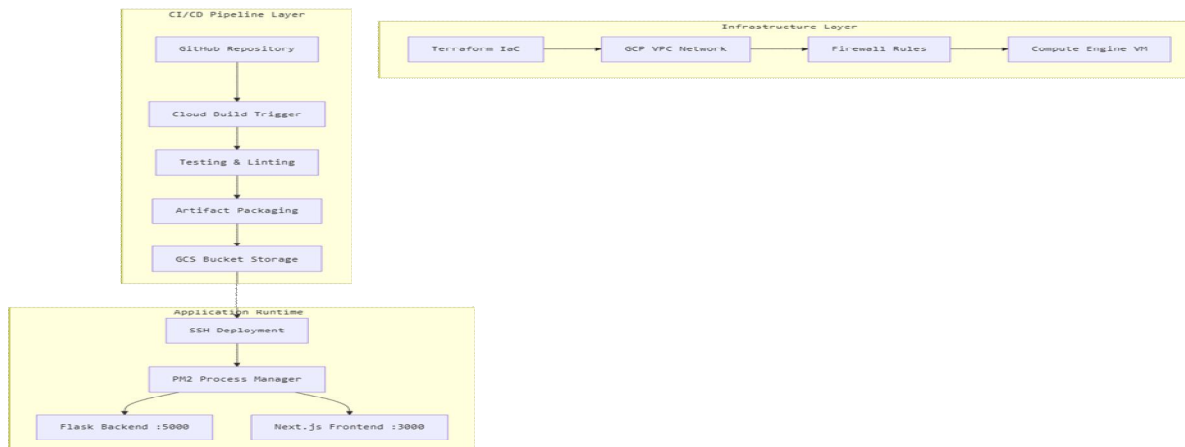 CI/CD Pipeline Layer
GitHub Repository
Cloud Build Trigger
Testing & Linting
Artifact Packaging
GCS Bucket Storage
Infrastructure Layer
Terraform IaC
GCP VPC Network
Firewall Rules
Compute Engine VM
Application Runtime
SSH Deployment
PM2 Process Manager
Flask Backend :5000
Next.js Frontend :3000